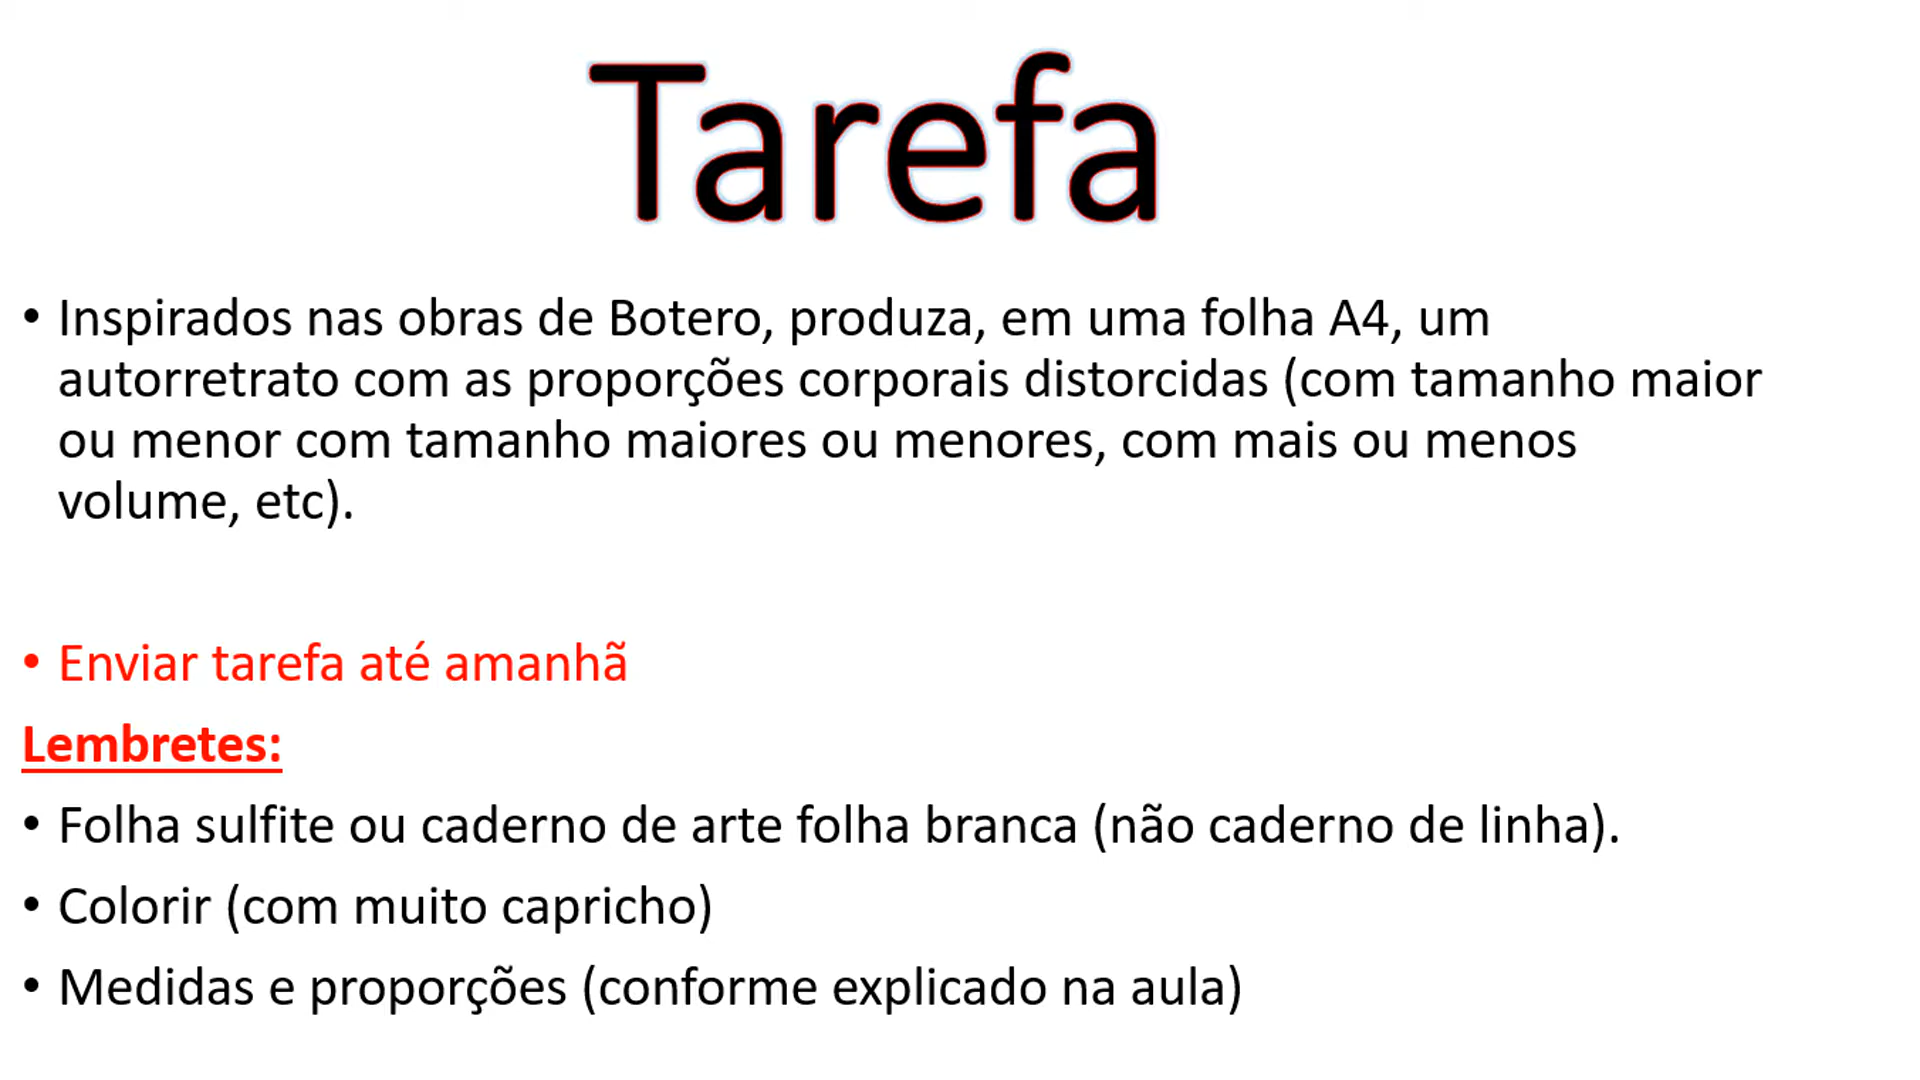 Tarefa
• Inspirados nas obras de Botero, produza, em uma folha A4, um
autorretrato com as proporções corporais distorcidas (com tamanho maior
ou menor com tamanho maiores ou menores, com mais ou menos
volume, etc).
• Enviar tarefa até amanhã
Lembretes:
• Folha sulfite ou caderno de arte folha branca (não caderno de linha).
• Colorir (com muito capricho)
• Medidas e proporções (conforme explicado na aula)